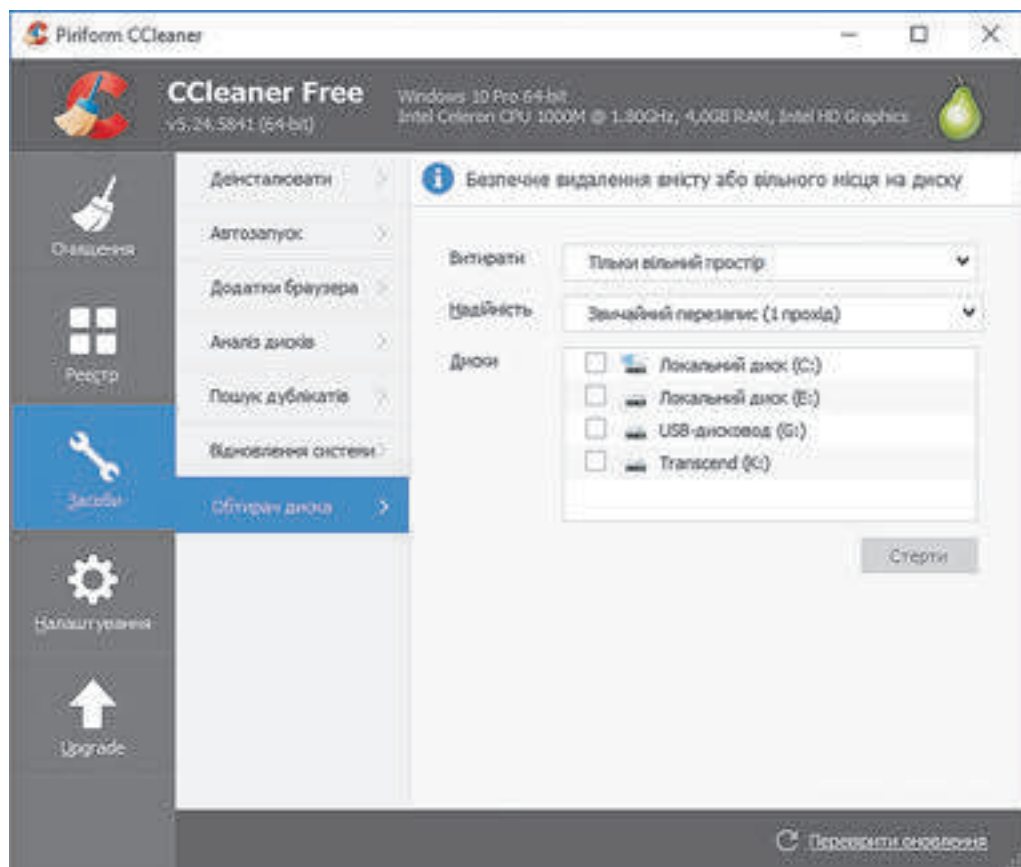 Piriform CCleaner
CCleaner Free
v5.24.5841 (64-bit)
Windows 10 Pro 64-bit
Intel Celeron CPU 1000M @ 1.80GHz, 4,0GB RAM, Intel HD Graphics
Очищення
Реєстр
Засоби
Налаштування
Upgrade
Деінсталювати
Автозапуск
Додатки браузера
Аналіз дисків
Пошук дублікатів
Відновлення системи
Обтирач диска
Безпечне видалення вмісту або вільного місця на диску
Витирати
Тільки вільний простір
Надійність
Звичайний перезапис (1 прохід)
Диски
Локальний диск (C:)
Локальний диск (E:)
USB-дисковод (G:)
Transcend (K:)
Стерти
Перевірити оновлення